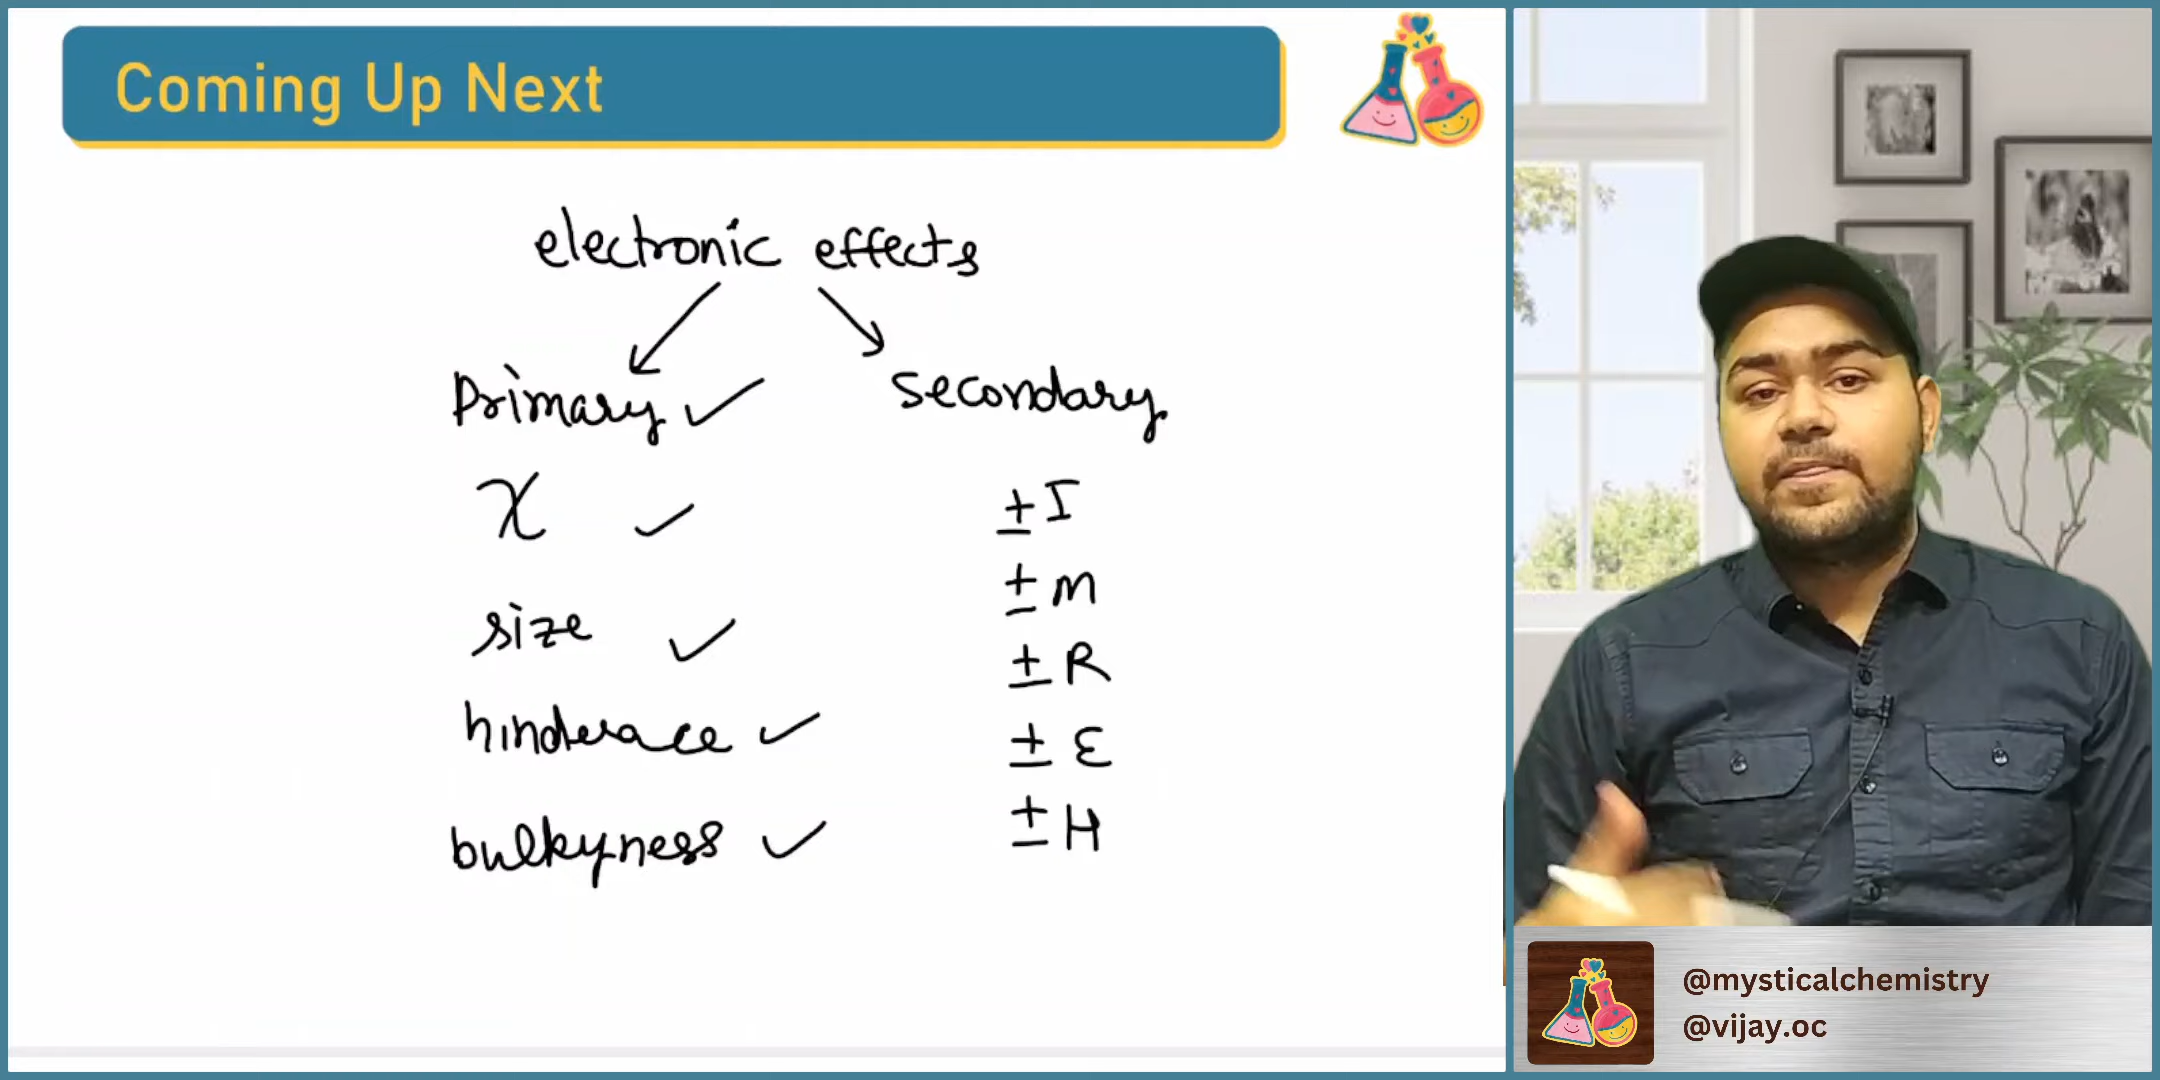 Coming Up Next
electronic effects
Primary ✓ secondary
χ ✓ ±I
size ✓ ±M
hinderace ✓ ±R
bulkyness ✓ ±E
±H
@mysticalchemistry
@vijay.oc